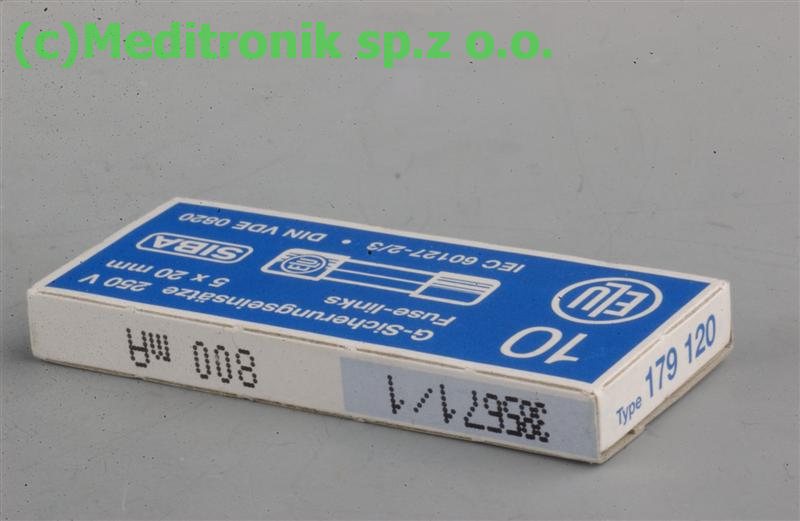 (c)Meditronik sp.z o.o.
10
ELU
G-Sicherungseinsätze 250 V
Fuse-links 5 x 20 mm
SIBA
IEC 60127-2/3 • DIN VDE 0820
Type 179 120
800 mA